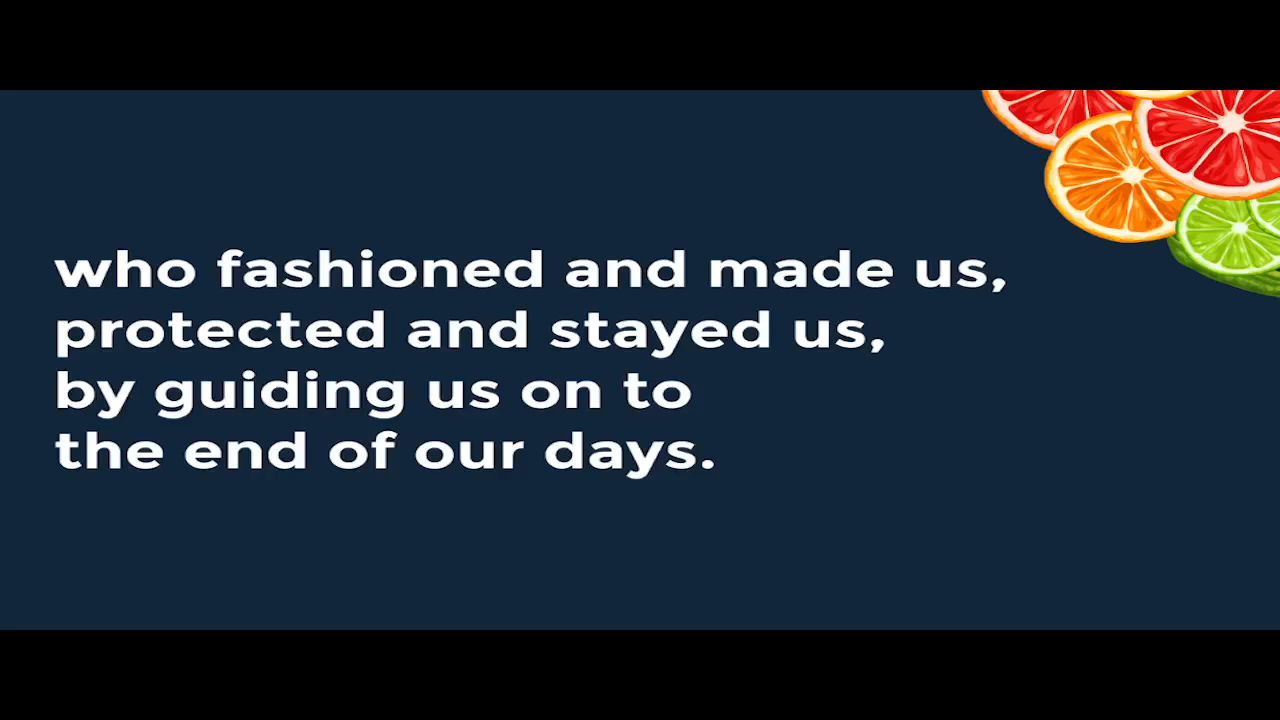 who fashioned and made us,
protected and stayed us,
by guiding us on to
the end of our days.